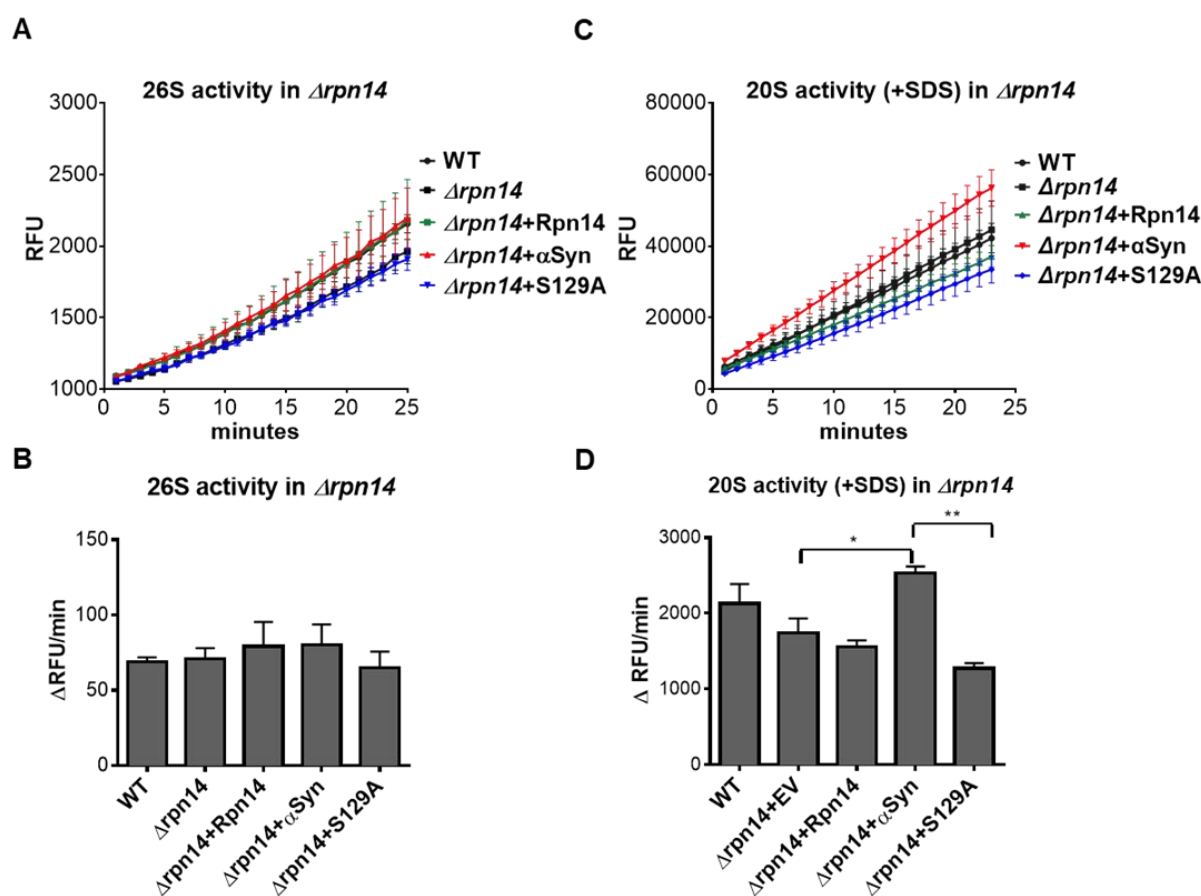 A
26S activity in Δrpn14
3000
2500
2000
1500
1000
RFU
0
5
10
15
20
25
minutes
WT
Δrpn14
Δrpn14+Rpn14
Δrpn14+αSyn
Δrpn14+S129A
C
20S activity (+SDS) in Δrpn14
80000
60000
40000
20000
0
RFU
0
5
10
15
20
25
minutes
WT
Δrpn14
Δrpn14+Rpn14
Δrpn14+αSyn
Δrpn14+S129A
B
26S activity in Δrpn14
150
100
50
0
ΔRFU/min
WT
Δrpn14
Δrpn14+Rpn14
Δrpn14+αSyn
Δrpn14+S129A
D
20S activity (+SDS) in Δrpn14
3000
2000
1000
0
Δ RFU/min
*
**
WT
Δrpn14+EV
Δrpn14+Rpn14
Δrpn14+αSyn
Δrpn14+S129A